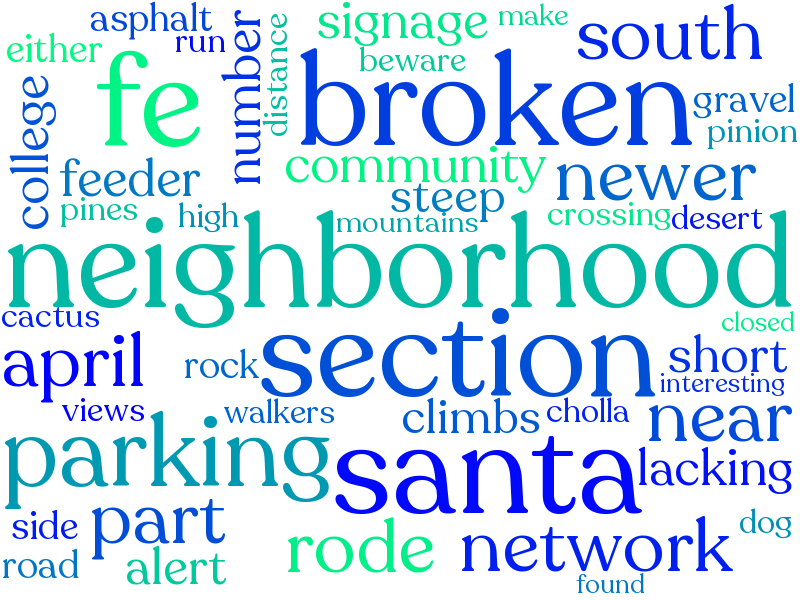 asphalt
signage
make
south
either
run
fe
number
distance
beware
broken
college
gravel
pinion
feeder
community
steep
newer
pines
high
mountains
crossing
desert
neighborhood
cactus
section
closed
april
rock
short
interesting
views
walkers
climbs
cholla
near
parking
santa
lacking
side
part
rode
network
dog
road
alert
found